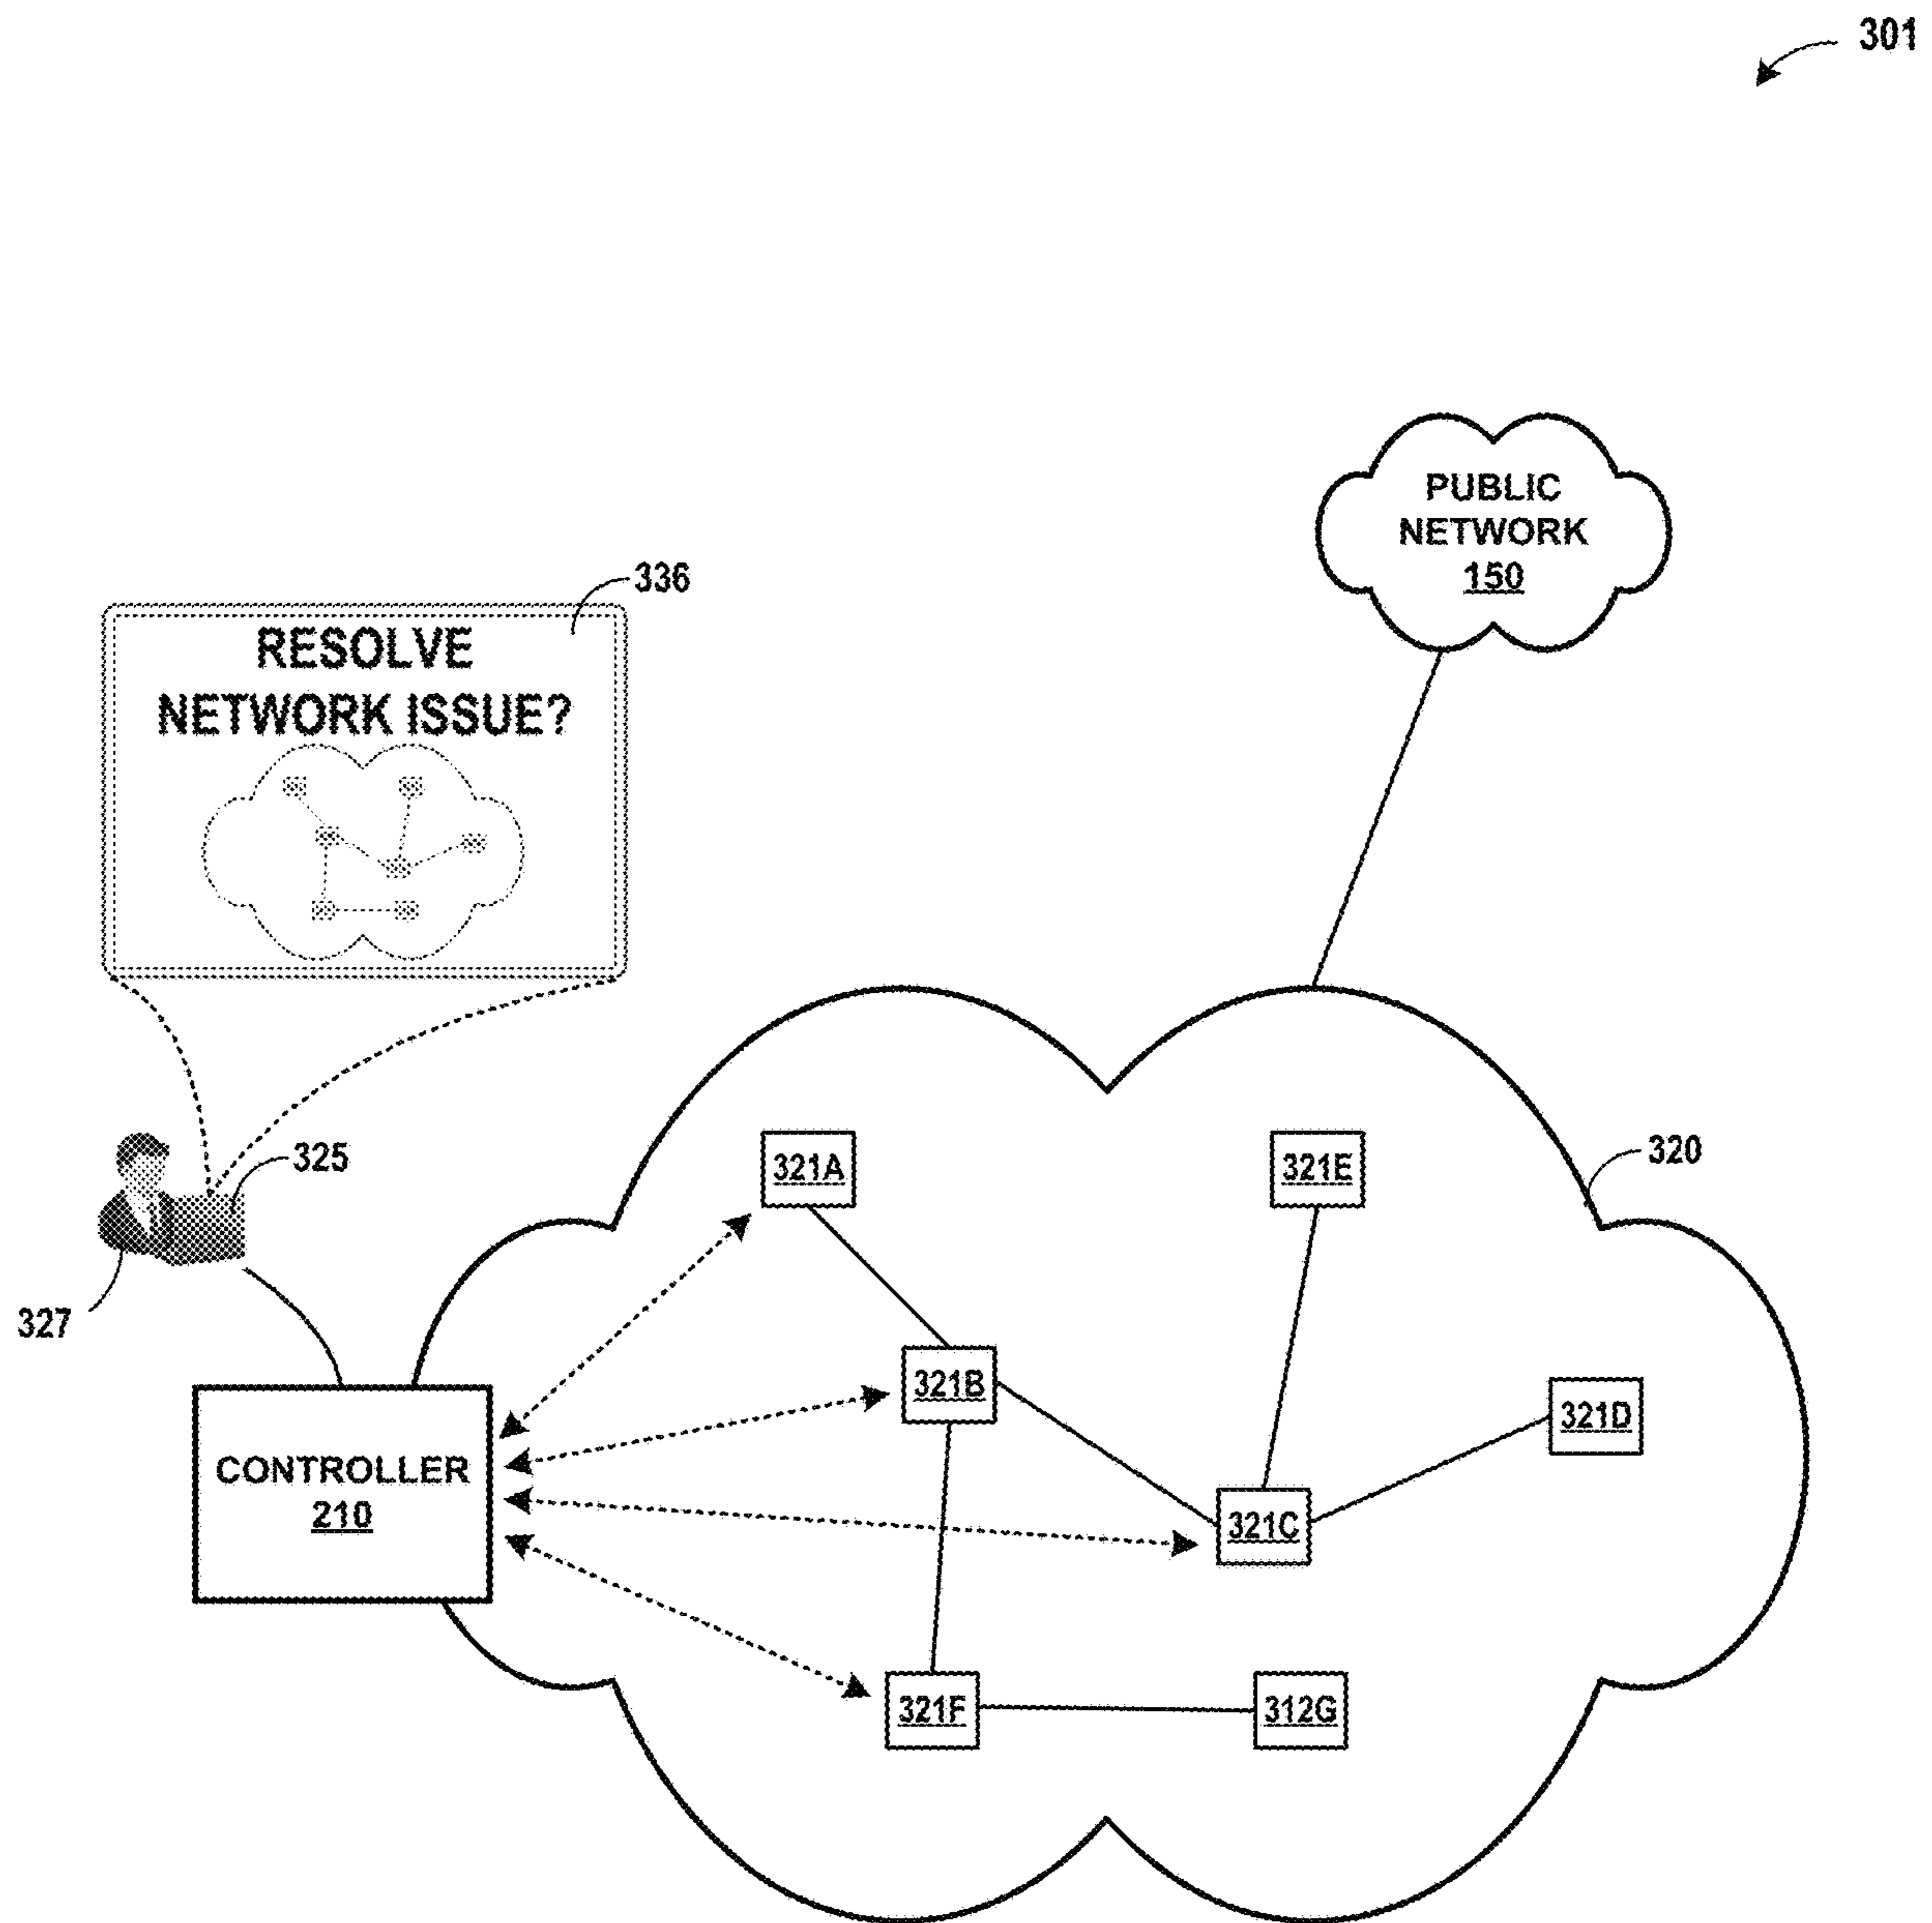 301
PUBLIC
NETWORK
150
336
RESOLVE
NETWORK ISSUE?
325
327
320
321A
321E
321B
321D
CONTROLLER
210
321C
321F
312G